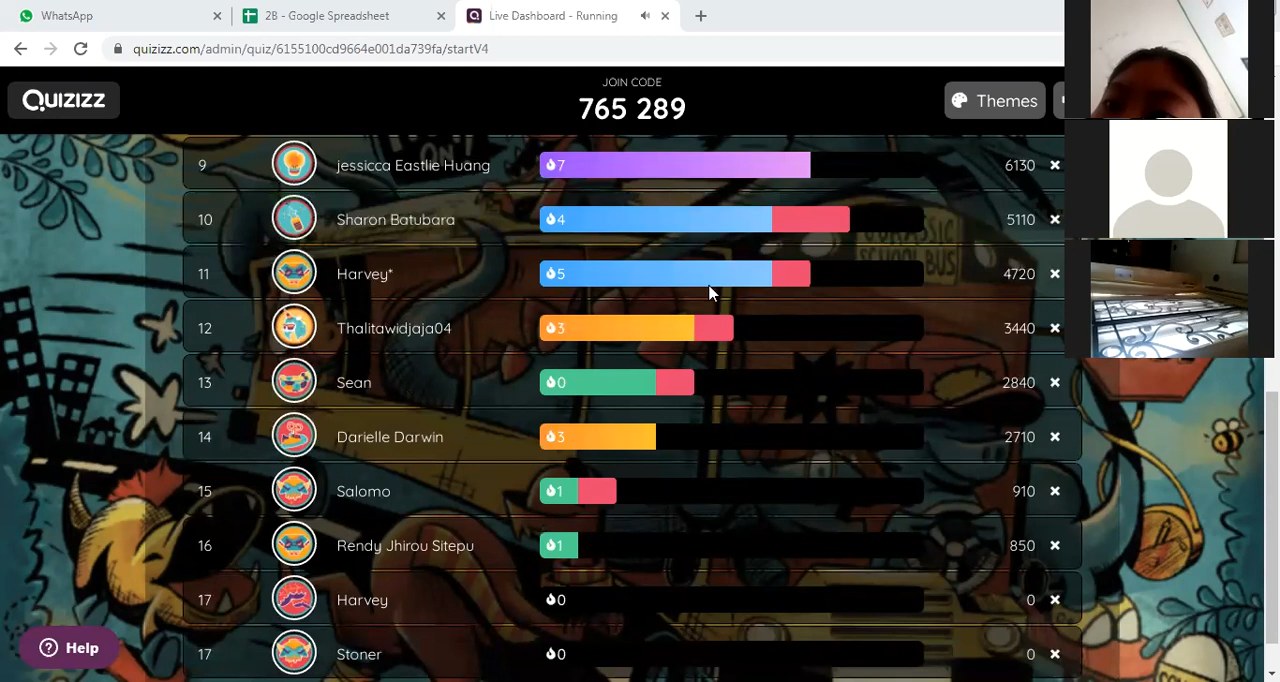 WhatsApp
2B - Google Spreadsheet
Live Dashboard - Running
quizizz.com/admin/quiz/6155100cd9664e001da739fa/startV4
QUIZIZZ
JOIN CODE
765 289
Themes
9 jessicca Eastlie Huang 7 6130
10 Sharon Batubara 4 5110
11 Harvey* 5 4720
12 Thalitawidjaja04 3 3440
13 Sean 0 2840
14 Darielle Darwin 3 2710
15 Salomo 1 910
16 Rendy Jhirou Sitepu 1 850
17 Harvey 0 0
17 Stoner 0 0
Help